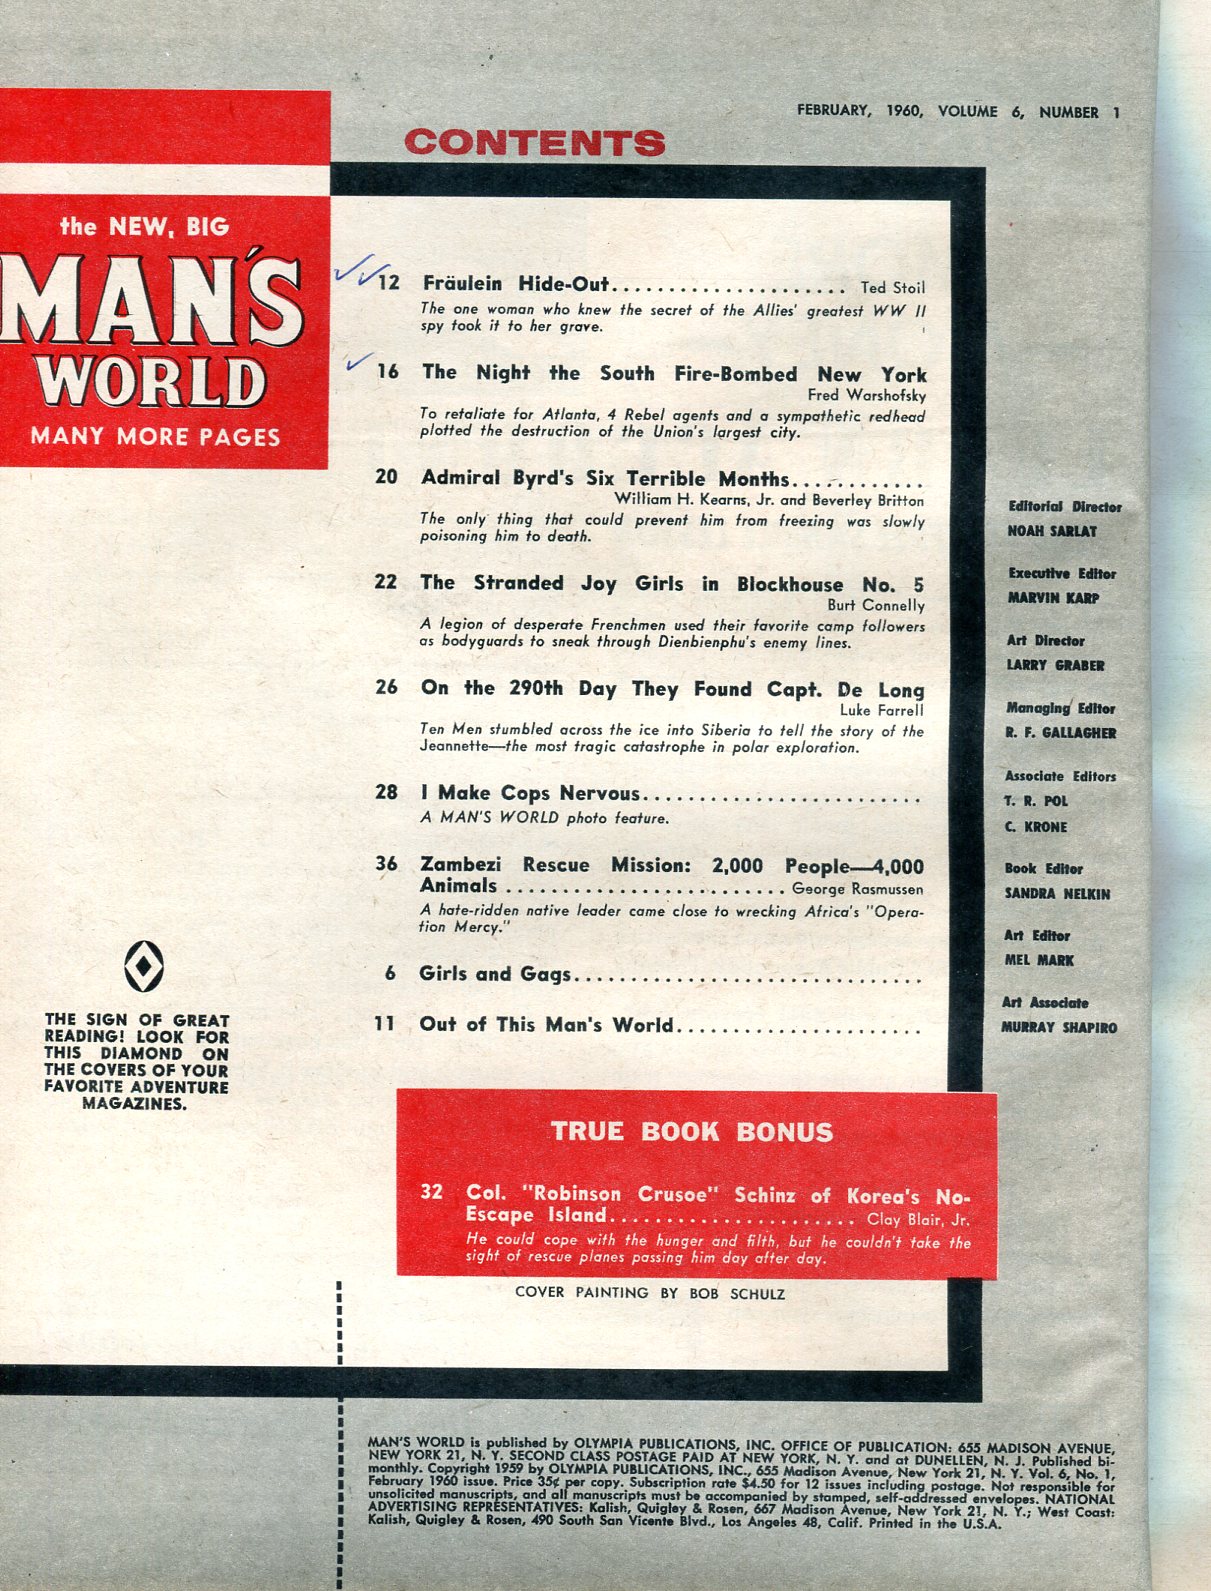 FEBRUARY, 1960, VOLUME 6, NUMBER 1
CONTENTS
the NEW, BIG
MAN'S
WORLD
MANY MORE PAGES
12 Fräulein Hide-Out..................... Ted Stoil
The one woman who knew the secret of the Allies' greatest WW II
spy took it to her grave.
16 The Night the South Fire-Bombed New York
Fred Warshofsky
To retaliate for Atlanta, 4 Rebel agents and a sympathetic redhead
plotted the destruction of the Union's largest city.
20 Admiral Byrd's Six Terrible Months............
William H. Kearns, Jr. and Beverley Britton
The only thing that could prevent him from freezing was slowly
poisoning him to death.
22 The Stranded Joy Girls in Blockhouse No. 5
Burt Connelly
A legion of desperate Frenchmen used their favorite camp followers
as bodyguards to sneak through Dienbienphu's enemy lines.
26 On the 290th Day They Found Capt. De Long
Luke Farrell
Ten Men stumbled across the ice into Siberia to tell the story of the
Jeannette—the most tragic catastrophe in polar exploration.
28 I Make Cops Nervous.........................
A MAN'S WORLD photo feature.
36 Zambezi Rescue Mission: 2,000 People—4,000
Animals ......................... George Rasmussen
A hate-ridden native leader came close to wrecking Africa's "Opera-
tion Mercy."
6 Girls and Gags...............................
11 Out of This Man's World......................
TRUE BOOK BONUS
32 Col. "Robinson Crusoe" Schinz of Korea's No-
Escape Island...................... Clay Blair, Jr.
He could cope with the hunger and filth, but he couldn't take the
sight of rescue planes passing him day after day.
COVER PAINTING BY BOB SCHULZ
THE SIGN OF GREAT
READING! LOOK FOR
THIS DIAMOND ON
THE COVERS OF YOUR
FAVORITE ADVENTURE
MAGAZINES.
Editorial Director
NOAH SARLAT
Executive Editor
MARVIN KARP
Art Director
LARRY GRABER
Managing Editor
R. F. GALLAGHER
Associate Editors
T. R. POL
C. KRONE
Book Editor
SANDRA NELKIN
Art Editor
MEL MARK
Art Associate
MURRAY SHAPIRO
MAN'S WORLD is published by OLYMPIA PUBLICATIONS, INC. OFFICE OF PUBLICATION: 655 MADISON AVENUE,
NEW YORK 21, N. Y. SECOND CLASS POSTAGE PAID AT NEW YORK, N. Y. and at DUNELLEN, N. J. Published bi-
monthly. Copyright 1959 by OLYMPIA PUBLICATIONS, INC., 655 Madison Avenue, New York 21, N. Y. Vol. 6, No. 1,
February 1960 issue. Price 35¢ per copy. Subscription rate $4.50 for 12 issues including postage. Not responsible for
unsolicited manuscripts, and all manuscripts must be accompanied by stamped, self-addressed envelopes. NATIONAL
ADVERTISING REPRESENTATIVES: Kalish, Quigley & Rosen, 667 Madison Avenue, New York 21, N. Y.; West Coast:
Kalish, Quigley & Rosen, 490 South San Vicente Blvd., Los Angeles 48, Calif. Printed in the U.S.A.